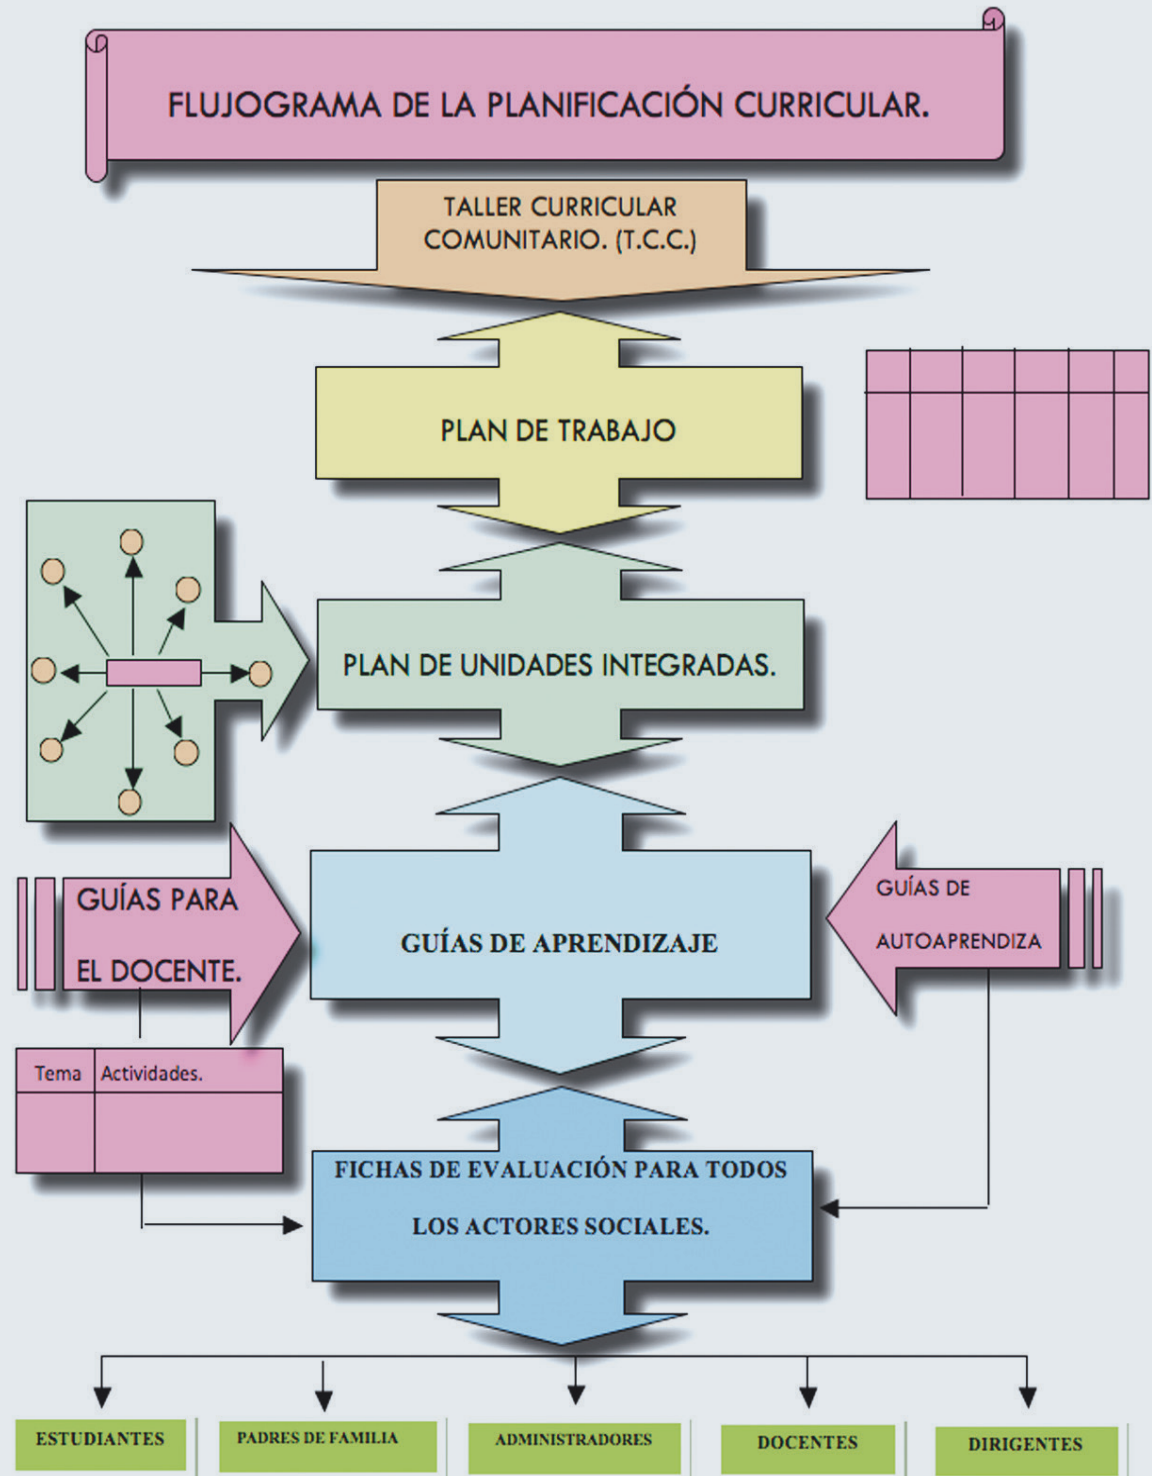 FLUJOGRAMA DE LA PLANIFICACIÓN CURRICULAR.
TALLER CURRICULAR
COMUNITARIO. (T.C.C.)
PLAN DE TRABAJO
PLAN DE UNIDADES INTEGRADAS.
GUÍAS PARA
EL DOCENTE.
GUÍAS DE APRENDIZAJE
GUÍAS DE
AUTOAPRENDIZA
Tema Actividades.
FICHAS DE EVALUACIÓN PARA TODOS
LOS ACTORES SOCIALES.
ESTUDIANTES
PADRES DE FAMILIA
ADMINISTRADORES
DOCENTES
DIRIGENTES